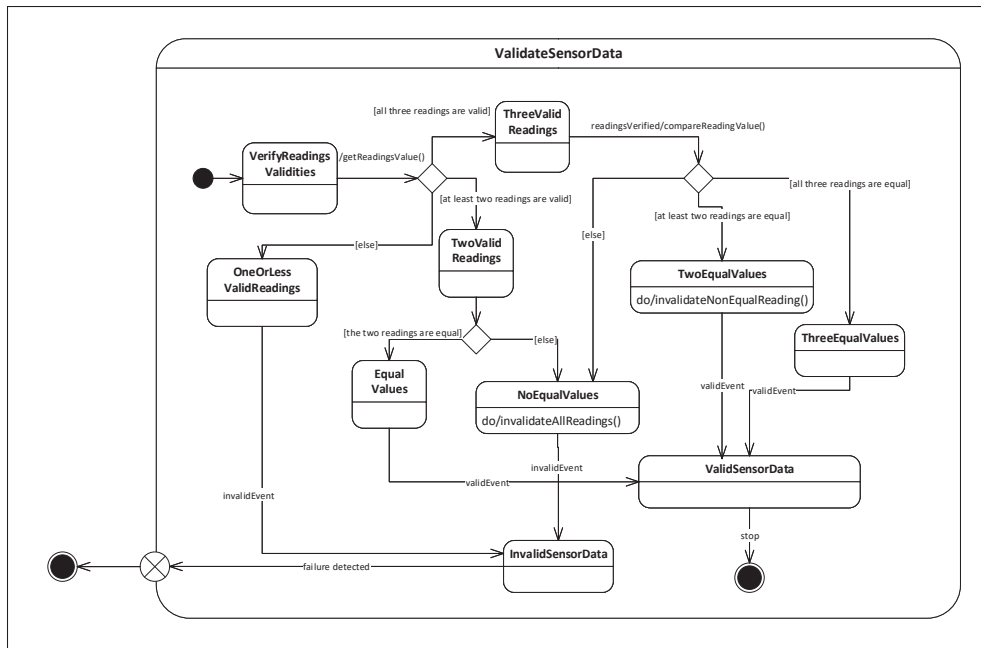 ValidateSensorData
[all three readings are valid]
ThreeValid
Readings
readingsVerified/compareReadingValue()
VerifyReadings
Validities
/getReadingsValue()
[all three readings are equal]
[at least two readings are valid]
[at least two readings are equal]
[else]
TwoValid
Readings
[else]
OneOrLess
ValidReadings
TwoEqualValues
do/invalidateNonEqualReading()
[the two readings are equal]
[else]
ThreeEqualValues
Equal
Values
NoEqualValues
do/invalidateAllReadings()
validEvent
validEvent
invalidEvent
ValidSensorData
validEvent
invalidEvent
stop
InvalidSensorData
failure detected